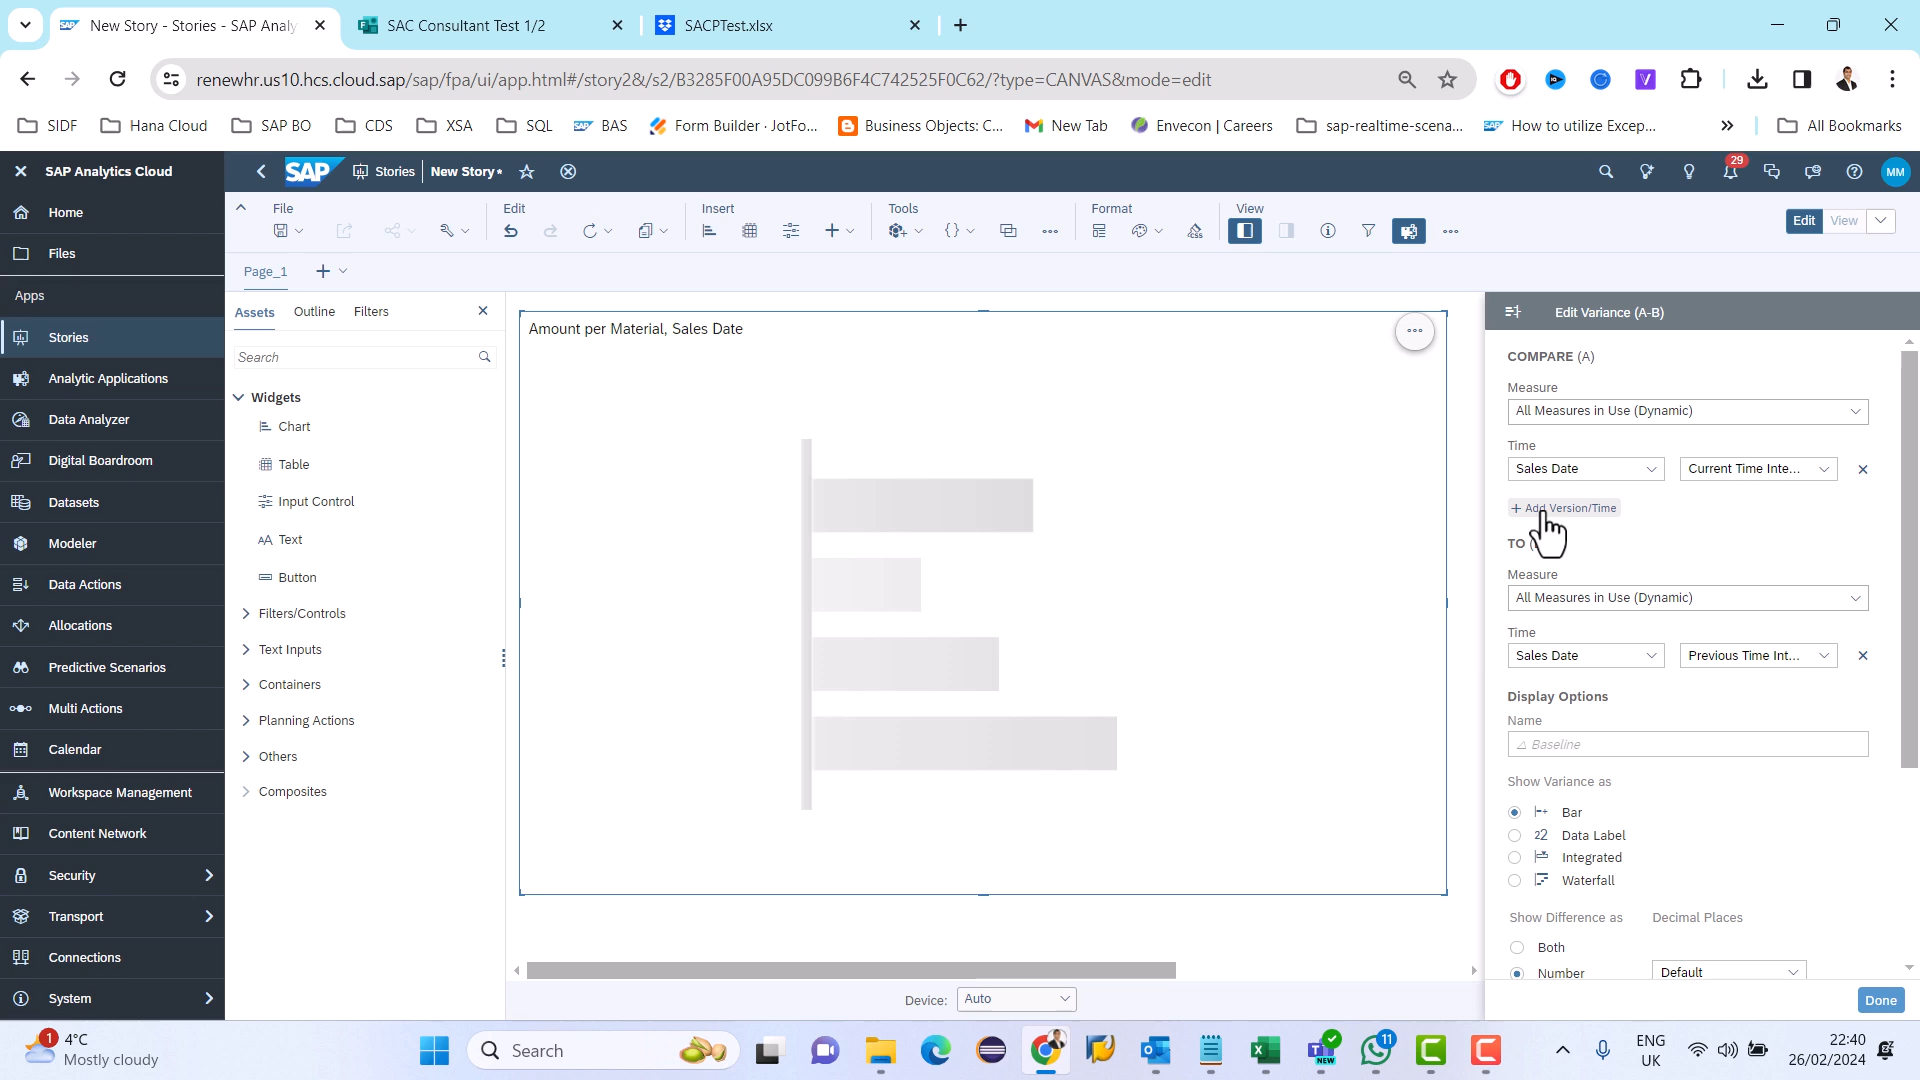 New Story - Stories - SAP Analy
SAC Consultant Test 1/2
SACPTest.xlsx
renewhr.us10.hcs.cloud.sap/sap/fpa/ui/app.html#/story2&/s2/B3285F00A95DC099B6F4C742525F0C62/?type=CANVAS&mode=edit
SIDF
Hana Cloud
SAP BO
CDS
XSA
SQL
BAS
Form Builder · JotFo...
Business Objects: C...
New Tab
Envecon | Careers
sap-realtime-scena...
How to utilize Excep...
All Bookmarks
SAP Analytics Cloud
SAP
Stories
New Story*
29
MM
Home
Files
Apps
Stories
Analytic Applications
Data Analyzer
Digital Boardroom
Datasets
Modeler
Data Actions
Allocations
Predictive Scenarios
Multi Actions
Calendar
Workspace Management
Content Network
Security
Transport
Connections
System
File
Edit
Insert
Tools
Format
View
Edit
View
Page_1
Assets
Outline
Filters
Search
Widgets
Chart
Table
Input Control
Text
Button
Filters/Controls
Text Inputs
Containers
Planning Actions
Others
Composites
Amount per Material, Sales Date
Device:
Auto
Edit Variance (A-B)
COMPARE (A)
Measure
All Measures in Use (Dynamic)
Time
Sales Date
Current Time Inte...
+ Add Version/Time
TO
Measure
All Measures in Use (Dynamic)
Time
Sales Date
Previous Time Int...
Display Options
Name
△ Baseline
Show Variance as
Bar
Data Label
Integrated
Waterfall
Show Difference as
Decimal Places
Both
Number
Default
Done
1
4°C
Mostly cloudy
Search
NEW
11
ENG
UK
22:40
26/02/2024